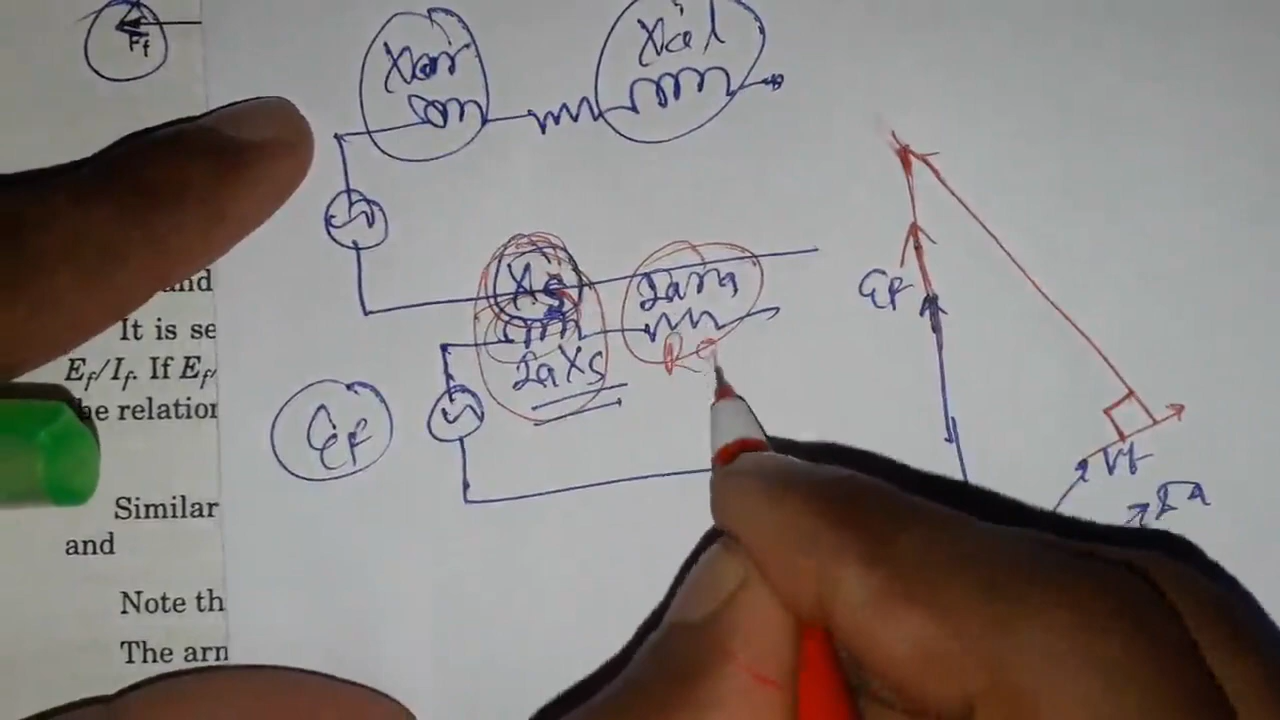 Ff
Xar
Xal
and
It is se
Ef/If. If Ef
he relation
Xs
Iara
IaXs
Ef
Ef
Ra
Vt
Ia
Similar
and
Note th
The arn